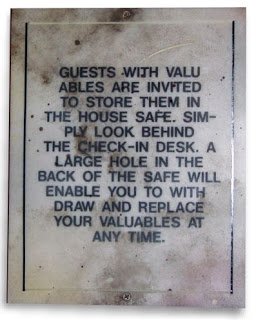 GUESTS WITH VALU
ABLES ARE INVITED
TO STORE THEM IN
THE HOUSE SAFE. SIM-
PLY LOOK BEHIND
THE CHECK-IN DESK. A
LARGE HOLE IN THE
BACK OF THE SAFE WILL
ENABLE YOU TO WITH
DRAW AND REPLACE
YOUR VALUABLES AT
ANY TIME.